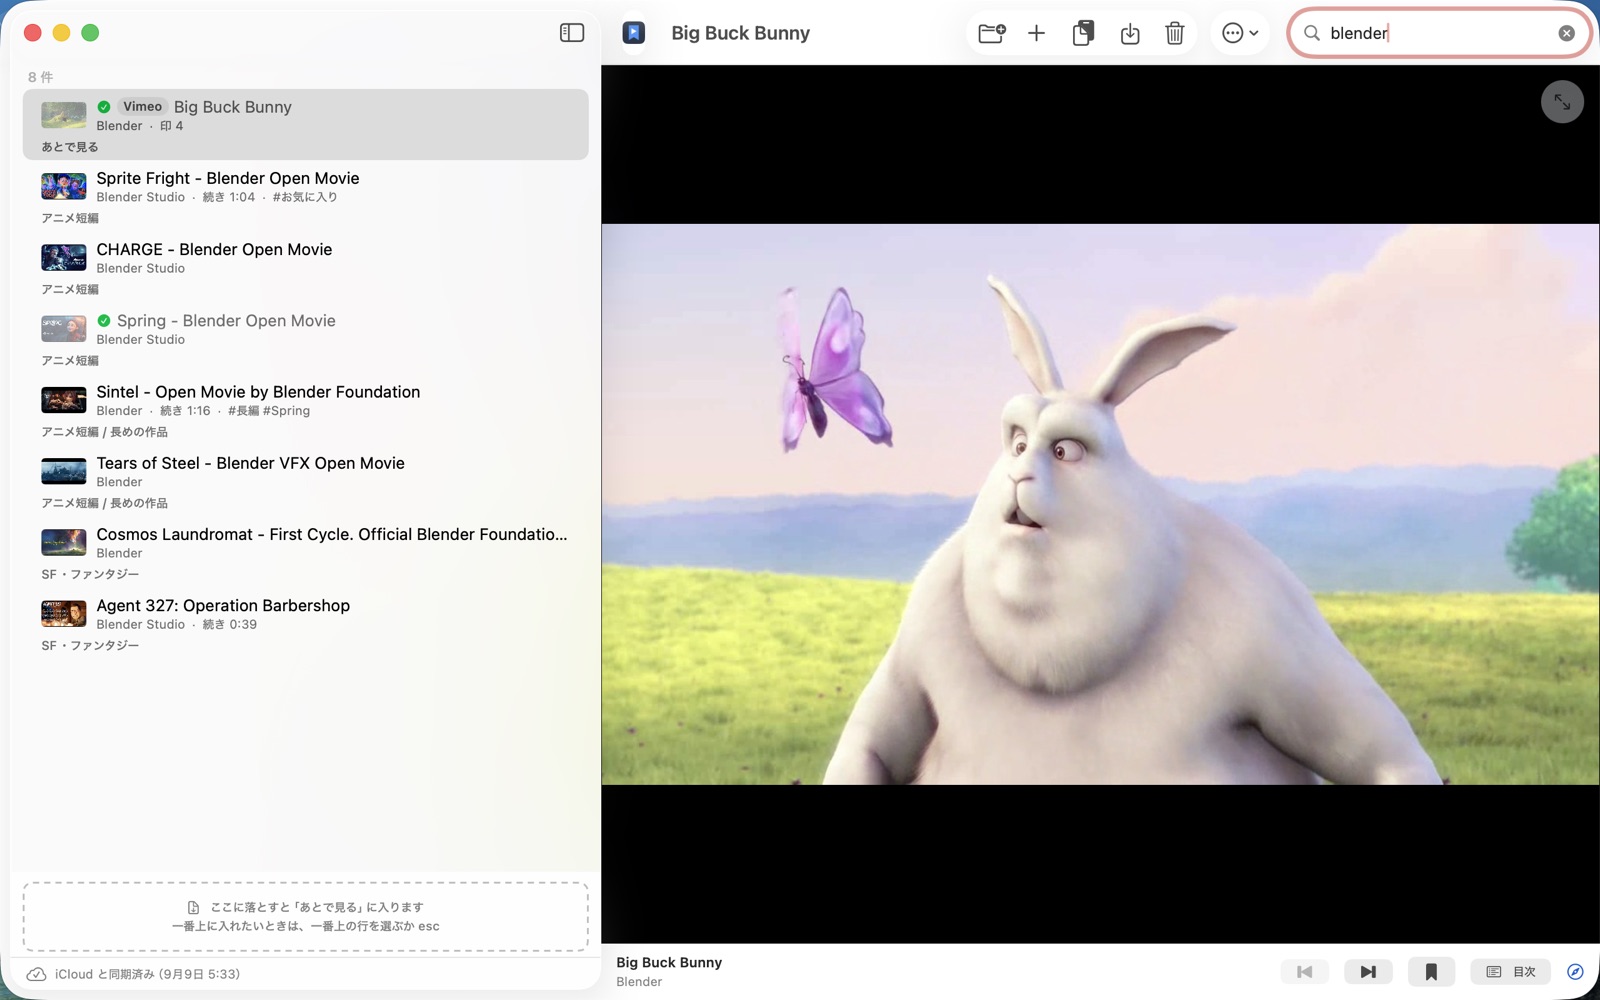 Big Buck Bunny
blender
8 件
Vimeo Big Buck Bunny
Blender · 印 4
あとで見る
Sprite Fright - Blender Open Movie
Blender Studio · 続き 1:04 · #お気に入り
アニメ短編
CHARGE - Blender Open Movie
Blender Studio
アニメ短編
Spring - Blender Open Movie
Blender Studio
アニメ短編
Sintel - Open Movie by Blender Foundation
Blender · 続き 1:16 · #長編 #Spring
アニメ短編 / 長めの作品
Tears of Steel - Blender VFX Open Movie
Blender
アニメ短編 / 長めの作品
Cosmos Laundromat - First Cycle. Official Blender Foundatio...
Blender
SF・ファンタジー
Agent 327: Operation Barbershop
Blender Studio · 続き 0:39
SF・ファンタジー
ここに落とすと「あとで見る」に入ります
一番上に入れたいときは、一番上の行を選ぶか esc
iCloud と同期済み (9月9日 5:33)
Big Buck Bunny
Blender
目次